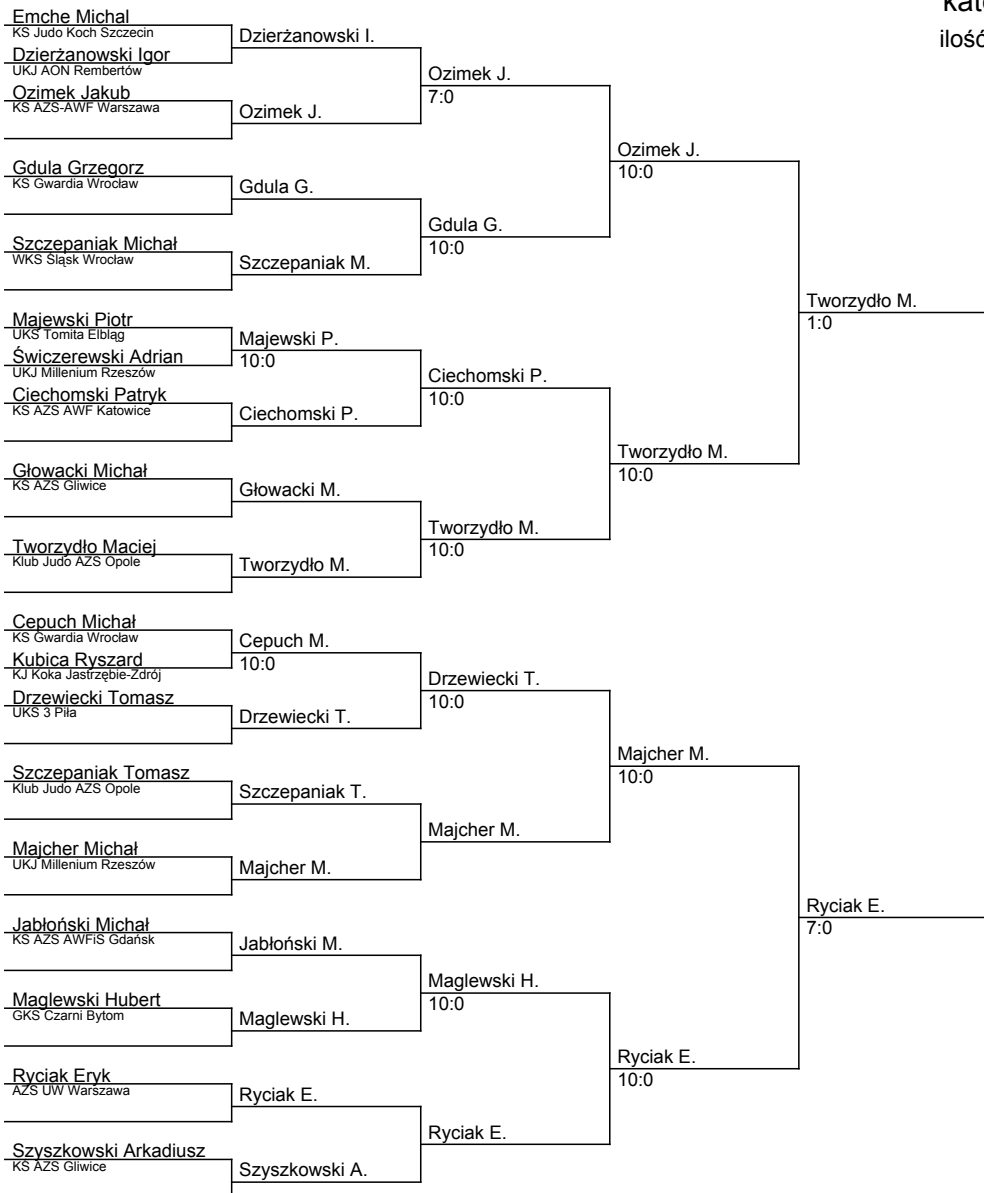 Emche Michal
KS Judo Koch Szczecin
Dzierżanowski Igor
UKJ AON Rembertów
Ozimek Jakub
KS AZS-AWF Warszawa
Gdula Grzegorz
KS Gwardia Wrocław
Szczepaniak Michał
WKS Śląsk Wrocław
Majewski Piotr
UKS Tomita Elbląg
Świczerewski Adrian
UKJ Millenium Rzeszów
Ciechomski Patryk
KS AZS AWF Katowice
Głowacki Michał
KS AZS Gliwice
Tworzydło Maciej
Klub Judo AZS Opole
Cepuch Michał
KS Gwardia Wrocław
Kubica Ryszard
KJ Koka Jastrzębie-Zdrój
Drzewiecki Tomasz
UKS 3 Piła
Szczepaniak Tomasz
Klub Judo AZS Opole
Majcher Michał
UKJ Millenium Rzeszów
Jabłoński Michał
KS AZS AWFiS Gdańsk
Maglewski Hubert
GKS Czarni Bytom
Ryciak Eryk
AZS UW Warszawa
Szyszkowski Arkadiusz
KS AZS Gliwice
Dzierżanowski I.
Ozimek J.
Gdula G.
Szczepaniak M.
Majewski P.
10:0
Ciechomski P.
Głowacki M.
Tworzydło M.
Cepuch M.
10:0
Drzewiecki T.
Szczepaniak T.
Majcher M.
Jabłoński M.
Maglewski H.
Ryciak E.
Szyszkowski A.
Ozimek J.
7:0
Gdula G.
10:0
Ciechomski P.
10:0
Tworzydło M.
10:0
Drzewiecki T.
10:0
Majcher M.
Maglewski H.
10:0
Ryciak E.
Ozimek J.
10:0
Tworzydło M.
10:0
Majcher M.
10:0
Ryciak E.
10:0
Tworzydło M.
1:0
Ryciak E.
7:0
kate
ilość